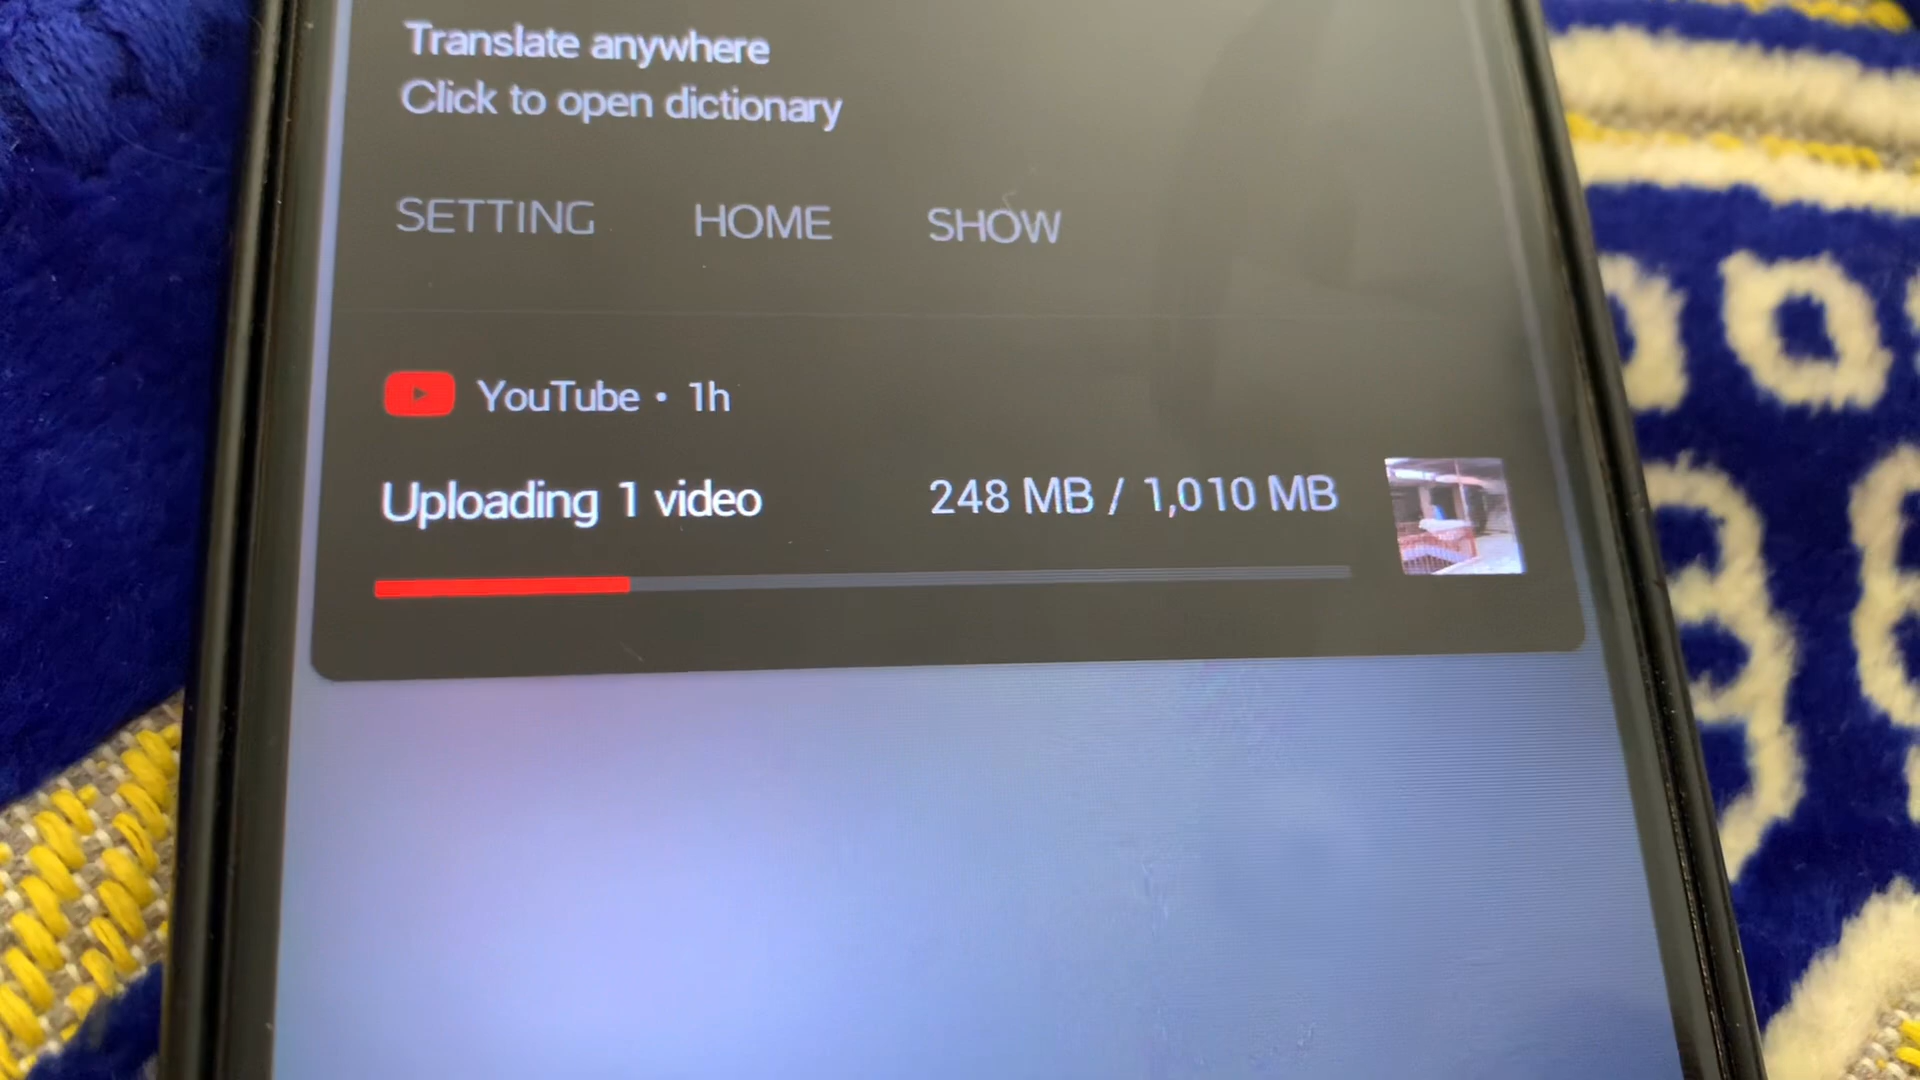 Translate anywhere
Click to open dictionary
SETTING HOME SHOW
YouTube • 1h
Uploading 1 video 248 MB / 1,010 MB